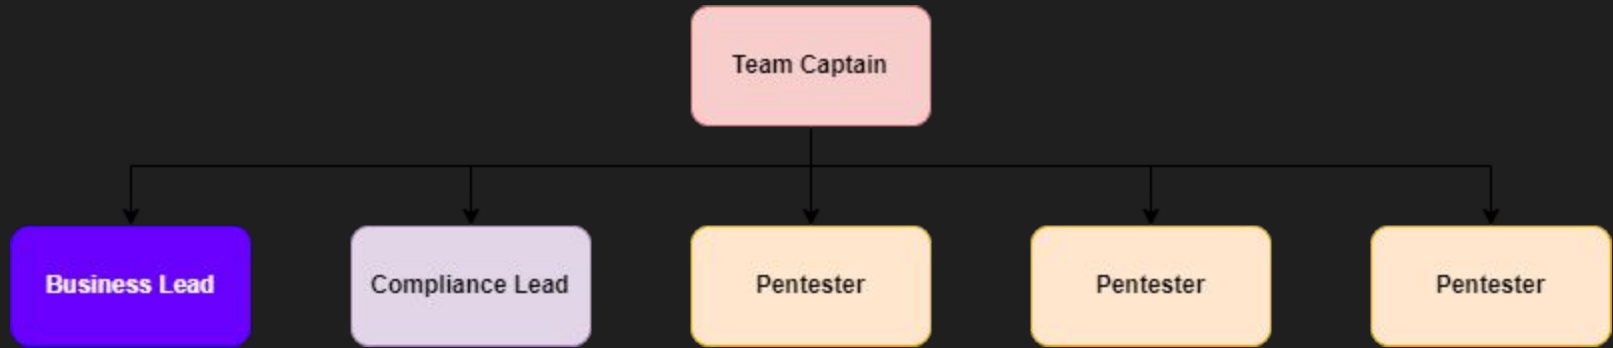 Team Captain
Business Lead
Compliance Lead
Pentester
Pentester
Pentester